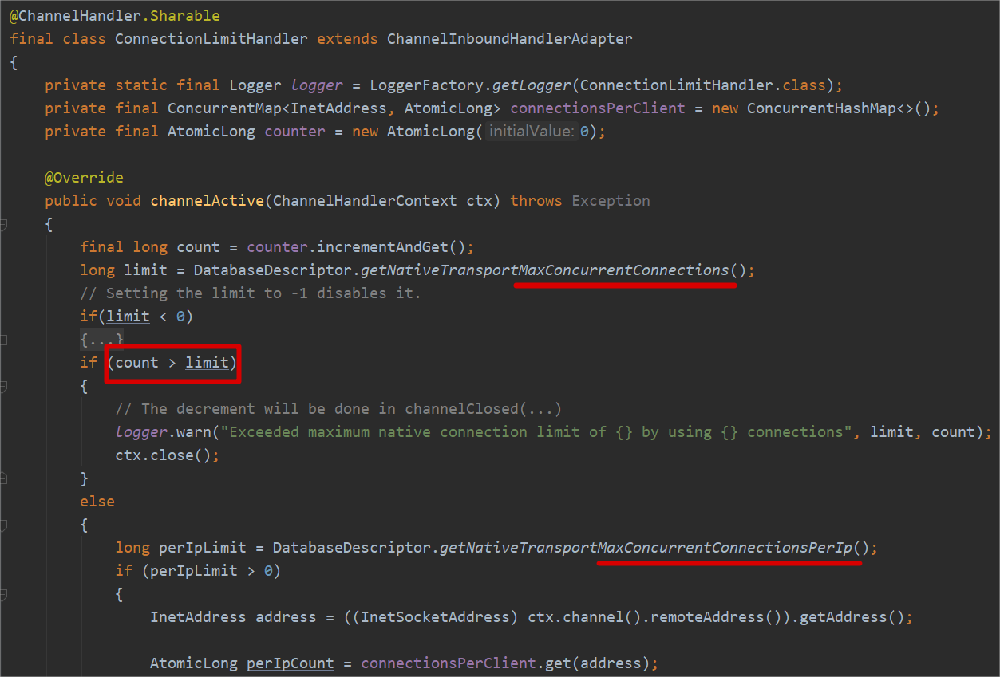 @ChannelHandler.Sharable
final class ConnectionLimitHandler extends ChannelInboundHandlerAdapter
{
    private static final Logger logger = LoggerFactory.getLogger(ConnectionLimitHandler.class);
    private final ConcurrentMap<InetAddress, AtomicLong> connectionsPerClient = new ConcurrentHashMap<>();
    private final AtomicLong counter = new AtomicLong( initialValue: 0);

    @Override
    public void channelActive(ChannelHandlerContext ctx) throws Exception
    {
        final long count = counter.incrementAndGet();
        long limit = DatabaseDescriptor.getNativeTransportMaxConcurrentConnections();
        // Setting the limit to -1 disables it.
        if(limit < 0)
        {...}
        if (count > limit)
        {
            // The decrement will be done in channelClosed(...)
            logger.warn("Exceeded maximum native connection limit of {} by using {} connections", limit, count);
            ctx.close();
        }
        else
        {
            long perIpLimit = DatabaseDescriptor.getNativeTransportMaxConcurrentConnectionsPerIp();
            if (perIpLimit > 0)
            {
                InetAddress address = ((InetSocketAddress) ctx.channel().remoteAddress()).getAddress();

                AtomicLong perIpCount = connectionsPerClient.get(address);